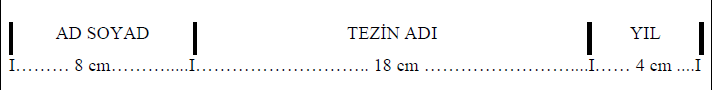 AD SOYAD TEZİN ADI YIL
I……… 8 cm……….....I……………………….. 18 cm …………………….....I…… 4 cm ....I